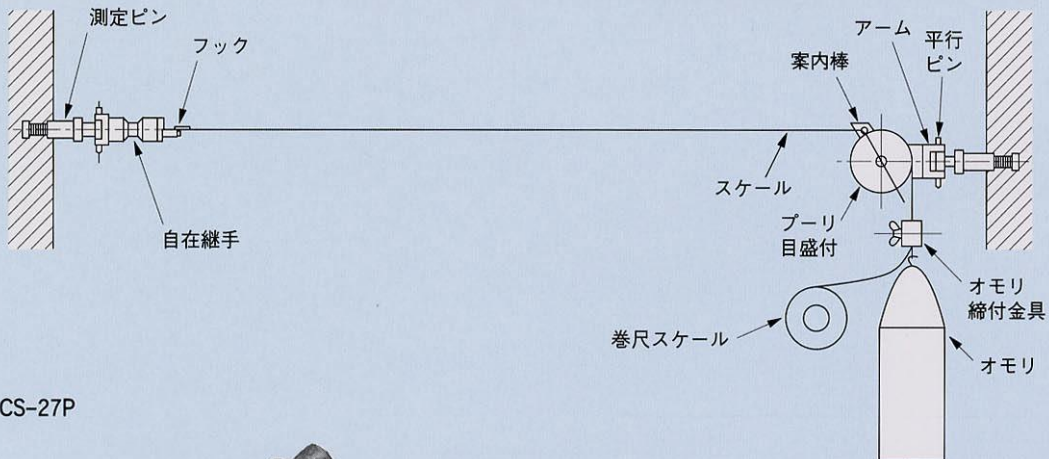 測定ピン
フック
自在継手
スケール
案内棒
アーム
平行
ピン
プーリ
目盛付
オモリ
締付金具
巻尺スケール
オモリ
CS-27P